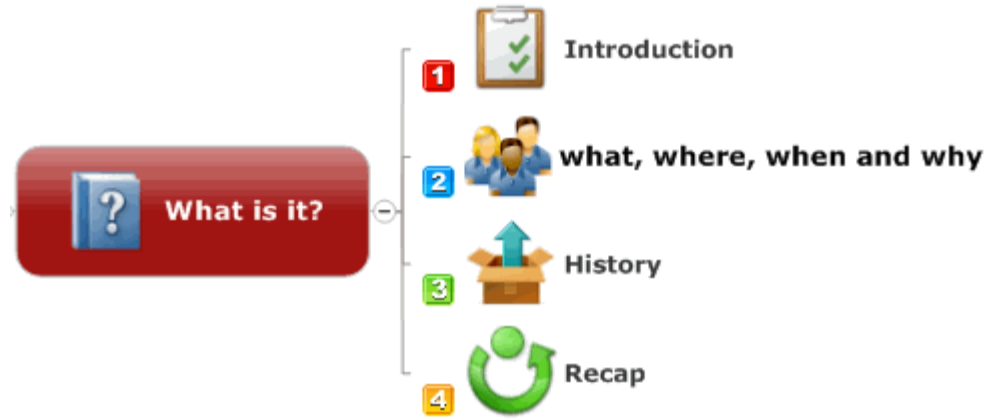 What is it?
1
Introduction
2
what, where, when and why
3
History
4
Recap